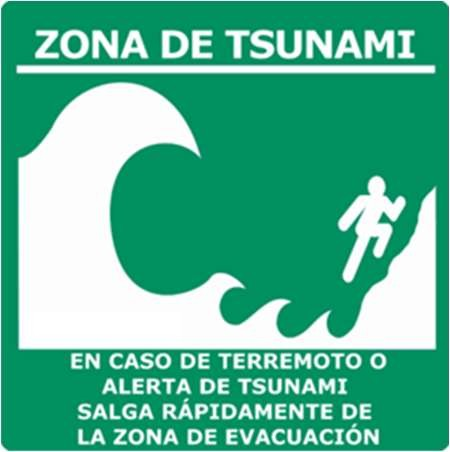 ZONA DE TSUNAMI
EN CASO DE TERREMOTO O
ALERTA DE TSUNAMI
SALGA RÁPIDAMENTE DE
LA ZONA DE EVACUACIÓN